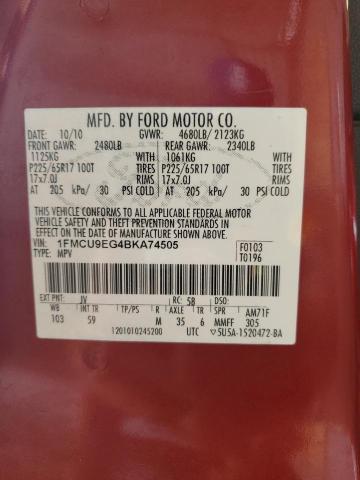 MFD. BY FORD MOTOR CO.
DATE: 10/10 GVWR: 4680LB/ 2123KG
FRONT GAWR: 2480LB REAR GAWR: 2340LB
1125KG WITH 1061KG WITH
P225/65R17 100T TIRES P225/65R17 100T TIRES
17x7.0J RIMS 17x7.0J RIMS
AT 205 kPa/ 30 PSI COLD AT 205 kPa/ 30 PSI COLD
THIS VEHICLE CONFORMS TO ALL APPLICABLE FEDERAL MOTOR
VEHICLE SAFETY AND THEFT PREVENTION STANDARDS IN
EFFECT ON THE DATE OF MANUFACTURE SHOWN ABOVE.
VIN: 1FMCU9EG4BKA74505 F0103
TYPE: MPV T0196
EXT PNT: JV RC: 58 DSO:
WB INT TR TP/PS R AXLE TR SPR AM71F
103 59 M 35 6 MMFF 305
1201010245200 UTC 5U5A-1520472-BA